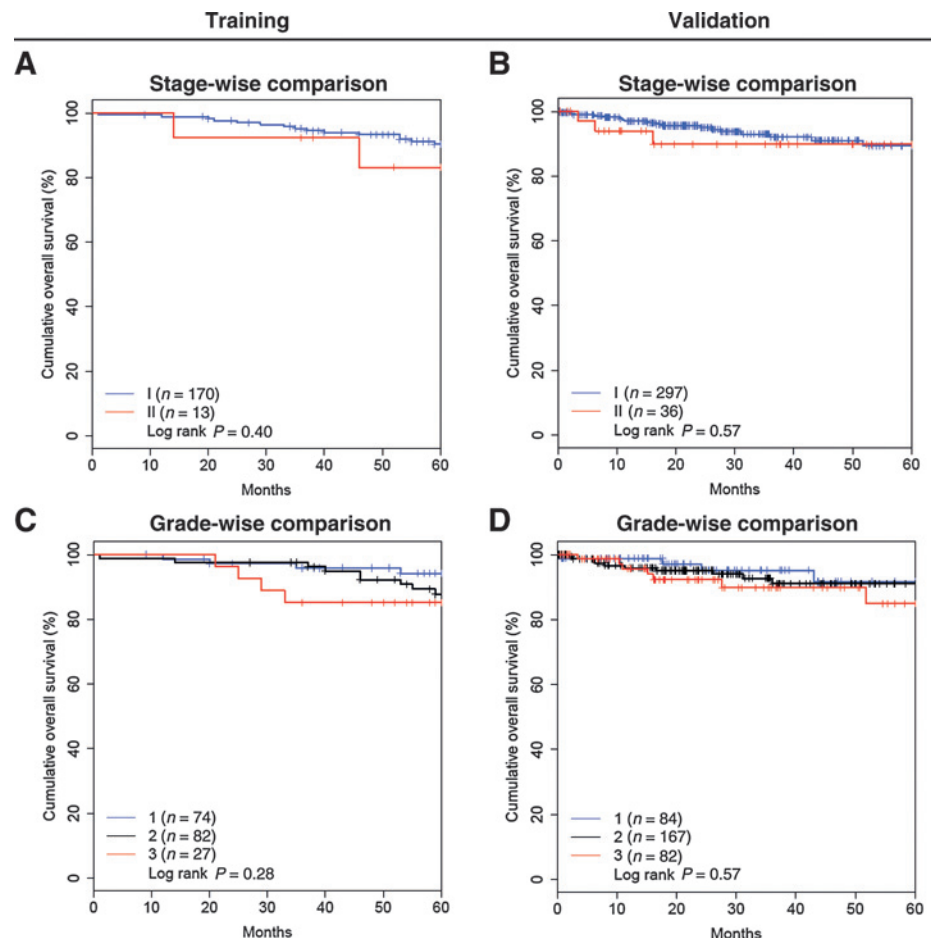 Training
Validation
A
Stage-wise comparison
Cumulative overall survival (%)
100
80
60
40
20
0
I (n = 170)
II (n = 13)
Log rank P = 0.40
0 10 20 30 40 50 60
Months
B
Stage-wise comparison
Cumulative overall survival (%)
100
80
60
40
20
0
I (n = 297)
II (n = 36)
Log rank P = 0.57
0 10 20 30 40 50 60
Months
C
Grade-wise comparison
Cumulative overall survival (%)
100
80
60
40
20
0
1 (n = 74)
2 (n = 82)
3 (n = 27)
Log rank P = 0.28
0 10 20 30 40 50 60
Months
D
Grade-wise comparison
Cumulative overall survival (%)
100
80
60
40
20
0
1 (n = 84)
2 (n = 167)
3 (n = 82)
Log rank P = 0.57
0 10 20 30 40 50 60
Months